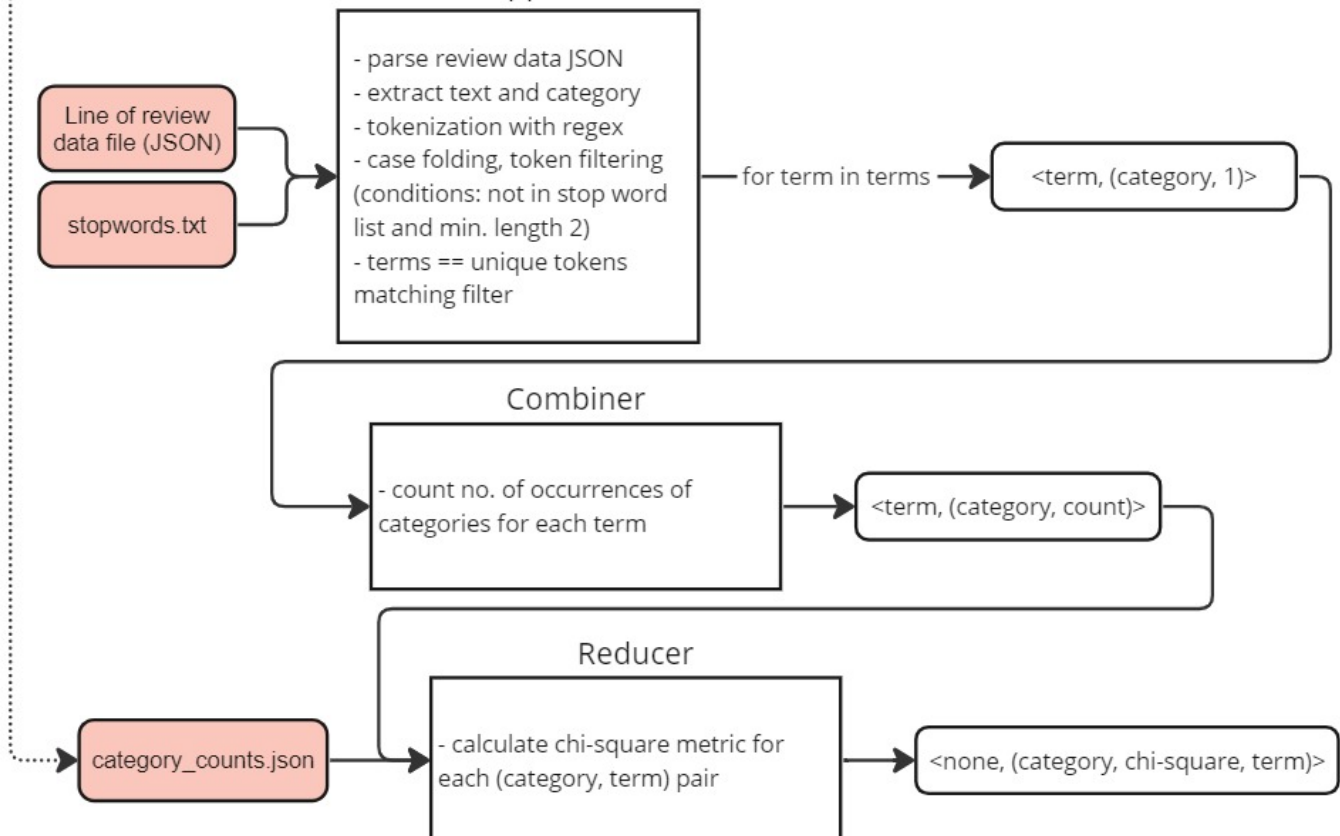 Line of review
data file (JSON)
stopwords.txt
- parse review data JSON
- extract text and category
- tokenization with regex
- case folding, token filtering
(conditions: not in stop word
list and min. length 2)
- terms == unique tokens
matching filter
for term in terms
<term, (category, 1)>
Combiner
- count no. of occurrences of
categories for each term
<term, (category, count)>
Reducer
category_counts.json
- calculate chi-square metric for
each (category, term) pair
<none, (category, chi-square, term)>